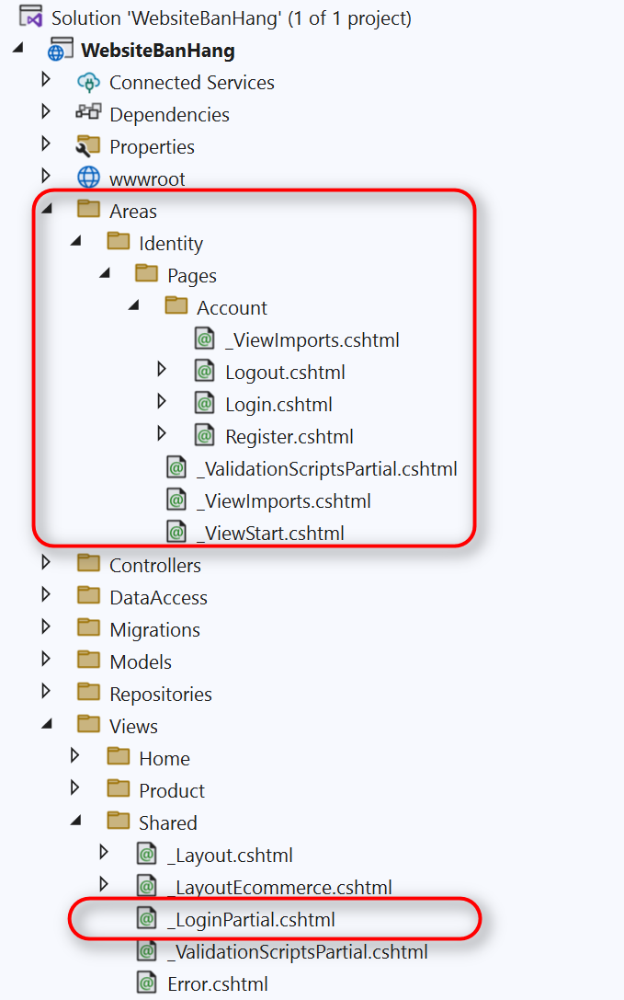 Solution 'WebsiteBanHang' (1 of 1 project)
WebsiteBanHang
Connected Services
Dependencies
Properties
wwwroot
Areas
Identity
Pages
Account
_ViewImports.cshtml
Logout.cshtml
Login.cshtml
Register.cshtml
_ValidationScriptsPartial.cshtml
_ViewImports.cshtml
_ViewStart.cshtml
Controllers
DataAccess
Migrations
Models
Repositories
Views
Home
Product
Shared
_Layout.cshtml
_LayoutEcommerce.cshtml
_LoginPartial.cshtml
_ValidationScriptsPartial.cshtml
Error.cshtml